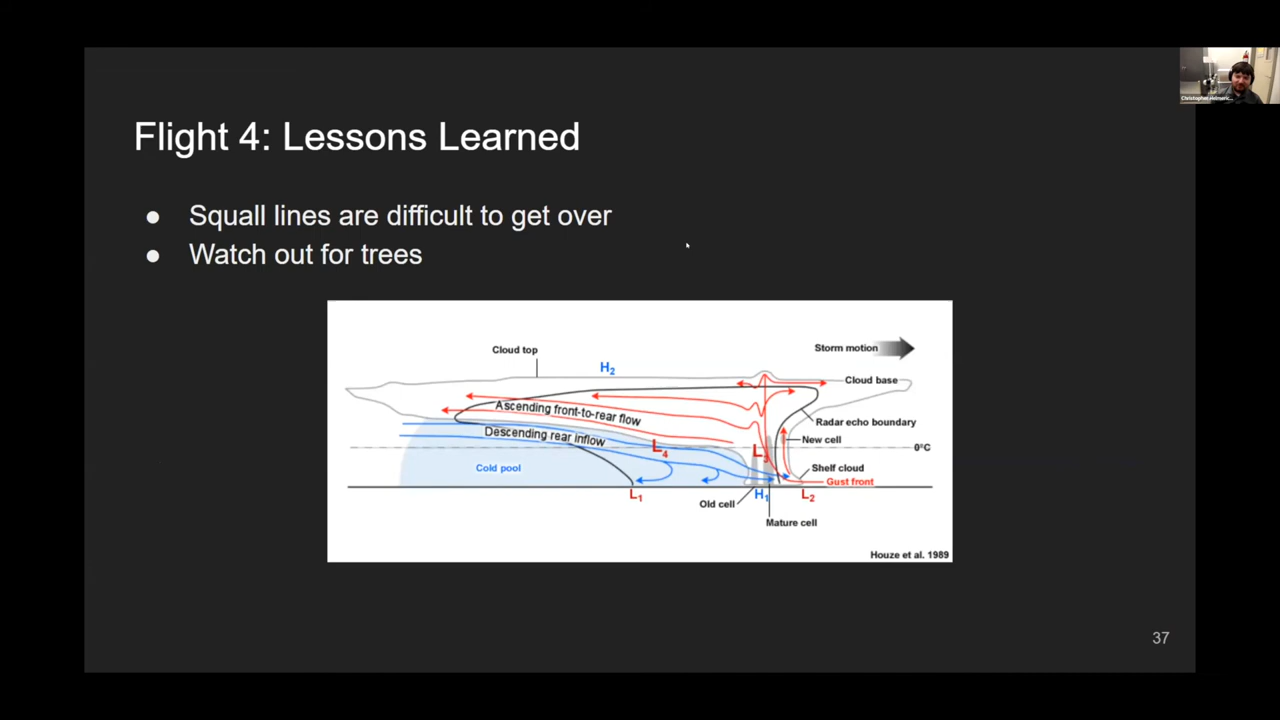 Christopher Helmeric...
Flight 4: Lessons Learned
● Squall lines are difficult to get over
● Watch out for trees
Storm motion
Cloud top
H2
Cloud base
Ascending front-to-rear flow
Radar echo boundary
Descending rear inflow
New cell
L4
L3
0°C
Cold pool
Shelf cloud
Gust front
L1
H1
L2
Old cell
Mature cell
Houze et al. 1989
37